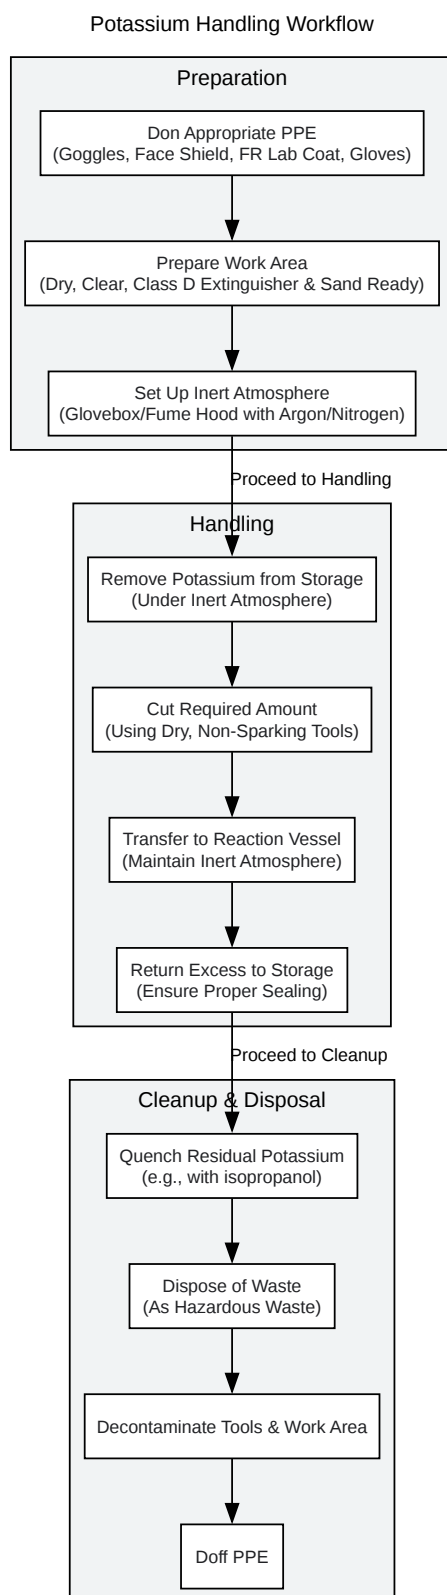 Potassium Handling Workflow
Preparation
Don Appropriate PPE
(Goggles, Face Shield, FR Lab Coat, Gloves)
Prepare Work Area
(Dry, Clear, Class D Extinguisher & Sand Ready)
Set Up Inert Atmosphere
(Glovebox/Fume Hood with Argon/Nitrogen)
Proceed to Handling
Handling
Remove Potassium from Storage
(Under Inert Atmosphere)
Cut Required Amount
(Using Dry, Non-Sparking Tools)
Transfer to Reaction Vessel
(Maintain Inert Atmosphere)
Return Excess to Storage
(Ensure Proper Sealing)
Proceed to Cleanup
Cleanup & Disposal
Quench Residual Potassium
(e.g., with isopropanol)
Dispose of Waste
(As Hazardous Waste)
Decontaminate Tools & Work Area
Doff PPE